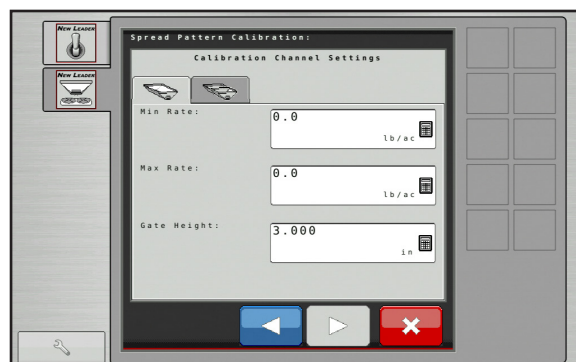 NEW LEADER
NEW LEADER
Spread Pattern Calibration:
Calibration Channel Settings
Min Rate:
0.0
lb/ac
Max Rate:
0.0
lb/ac
Gate Height:
3.000
in